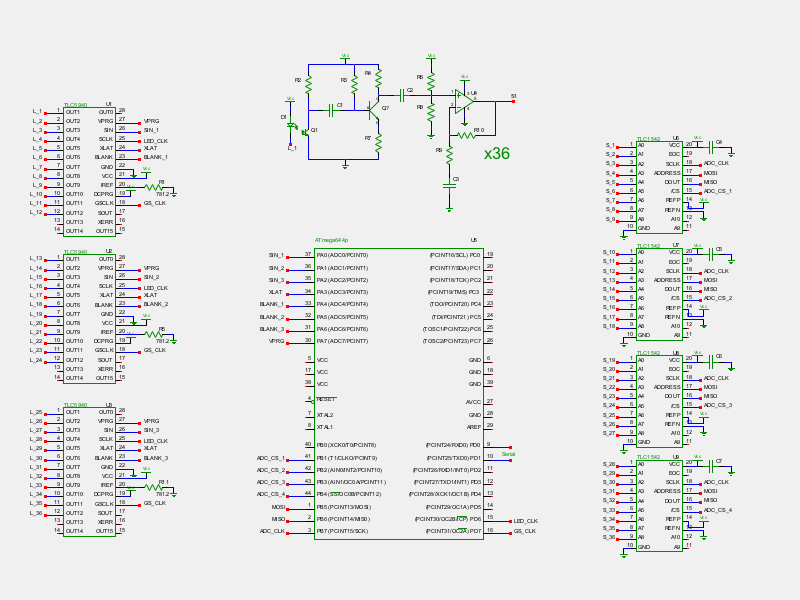 TLC5940 U1
L_1 1 OUT1 OUT0 28
L_2 2 OUT2 VPRG 27 VPRG
L_3 3 OUT3 SIN 26 SIN_1
L_4 4 OUT4 SCLK 25 LED_CLK
L_5 5 OUT5 XLAT 24 XLAT
L_6 6 OUT6 BLANK 23 BLANK_1
L_7 7 OUT7 GND 22
L_8 8 OUT8 VCC 21 Vcc
L_9 9 OUT9 IREF 20
L_10 10 OUT10 DCPRG 19 781.2
L_11 11 OUT11 GSCLK 18 GS_CLK
L_12 12 OUT12 SOUT 17
13 OUT13 XERR 16
14 OUT14 OUT15 15
TLC5940 U2
L_13 1 OUT1 OUT0 28
L_14 2 OUT2 VPRG 27 VPRG
L_15 3 OUT3 SIN 26 SIN_2
L_16 4 OUT4 SCLK 25 LED_CLK
L_17 5 OUT5 XLAT 24 XLAT
L_18 6 OUT6 BLANK 23 BLANK_2
L_19 7 OUT7 GND 22
L_20 8 OUT8 VCC 21 Vcc
L_21 9 OUT9 IREF 20 R5
L_22 10 OUT10 DCPRG 19 781.2
L_23 11 OUT11 GSCLK 18 GS_CLK
L_24 12 OUT12 SOUT 17
13 OUT13 XERR 16
14 OUT14 OUT15 15
TLC5940 U3
L_25 1 OUT1 OUT0 28
L_26 2 OUT2 VPRG 27 VPRG
L_27 3 OUT3 SIN 26 SIN_3
L_28 4 OUT4 SCLK 25 LED_CLK
L_29 5 OUT5 XLAT 24 XLAT
L_30 6 OUT6 BLANK 23 BLANK_3
L_31 7 OUT7 GND 22
L_32 8 OUT8 VCC 21 Vcc
L_33 9 OUT9 IREF 20 R11
L_34 10 OUT10 DCPRG 19 781.2
L_35 11 OUT11 GSCLK 18 GS_CLK
L_36 12 OUT12 SOUT 17
13 OUT13 XERR 16
14 OUT14 OUT15 15
Vcc Vcc
R2 R3 R4 R6
Vcc Vcc
C1 C2 U4 S1
D1 Q1 Q2 R8
L_1 R7 R9 R10
C3
x36
ATmega644p U5
SIN_1 37 PA0 (ADC0/PCINT0) (PCINT16/SCL) PC0 19
SIN_2 36 PA1 (ADC1/PCINT1) (PCINT17/SDA) PC1 20
SIN_3 35 PA2 (ADC2/PCINT2) (PCINT18/TCK) PC2 21
XLAT 34 PA3 (ADC3/PCINT3) (PCINT19/TMS) PC3 22
BLANK_1 33 PA4 (ADC4/PCINT4) (TDO/PCINT20) PC4 23
BLANK_2 32 PA5 (ADC5/PCINT5) (TDI/PCINT21) PC5 24
BLANK_3 31 PA6 (ADC6/PCINT6) (TOSC1/PCINT22) PC6 25
VPRG 30 PA7 (ADC7/PCINT7) (TOSC2/PCINT23) PC7 26
5 VCC GND 6
17 VCC GND 18
38 VCC GND 39
4 RESET AVCC 27
7 XTAL2 GND 28
8 XTAL1 AREF 29
40 PB0 (XCK0/T0/PCINT8) (PCINT24/RXD0) PD0 9
ADC_CS_1 41 PB1 (T1/CLKO/PCINT9) (PCINT25/TXD0) PD1 10 Serial
ADC_CS_2 42 PB2 (AIN0/INT2/PCINT10) (PCINT26/RXD1/INT0) PD2 11
ADC_CS_3 43 PB3 (AIN1/OC0A/PCINT11) (PCINT27/TXD1/INT1) PD3 12
ADC_CS_4 44 PB4 (SS/OC0B/PCINT12) (PCINT28/XCK1/OC1B) PD4 13
MOSI 1 PB5 (PCINT13/MOSI) (PCINT29/OC1A) PD5 14
MISO 2 PB6 (PCINT14/MISO) (PCINT30/OC2B/ICP) PD6 15 LED_CLK
ADC_CLK 3 PB7 (PCINT15/SCK) (PCINT31/OC2A) PD7 16 GS_CLK
TLC1542 U6
S_1 1 A0 VCC 20 Vcc C4
S_2 2 A1 EOC 19
S_3 3 A2 SCLK 18 ADC_CLK
S_4 4 A3 ADDRESS 17 MOSI
S_5 5 A4 DOUT 16 MISO
S_6 6 A5 /CS 15 ADC_CS_1
S_7 7 A6 REFP 14 Vcc
S_8 8 A7 REFN 13
S_9 9 A8 A10 12
10 GND A9 11
TLC1542 U7
S_10 1 A0 VCC 20 Vcc C5
S_11 2 A1 EOC 19
S_12 3 A2 SCLK 18 ADC_CLK
S_13 4 A3 ADDRESS 17 MOSI
S_14 5 A4 DOUT 16 MISO
S_15 6 A5 /CS 15 ADC_CS_2
S_16 7 A6 REFP 14 Vcc
S_17 8 A7 REFN 13
S_18 9 A8 A10 12
10 GND A9 11
TLC1542 U8
S_19 1 A0 VCC 20 Vcc C6
S_20 2 A1 EOC 19
S_21 3 A2 SCLK 18 ADC_CLK
S_22 4 A3 ADDRESS 17 MOSI
S_23 5 A4 DOUT 16 MISO
S_24 6 A5 /CS 15 ADC_CS_3
S_25 7 A6 REFP 14 Vcc
S_26 8 A7 REFN 13
S_27 9 A8 A10 12
10 GND A9 11
TLC1542 U9
S_28 1 A0 VCC 20 Vcc C7
S_29 2 A1 EOC 19
S_30 3 A2 SCLK 18 ADC_CLK
S_31 4 A3 ADDRESS 17 MOSI
S_32 5 A4 DOUT 16 MISO
S_33 6 A5 /CS 15 ADC_CS_4
S_34 7 A6 REFP 14 Vcc
S_35 8 A7 REFN 13
S_36 9 A8 A10 12
10 GND A9 11